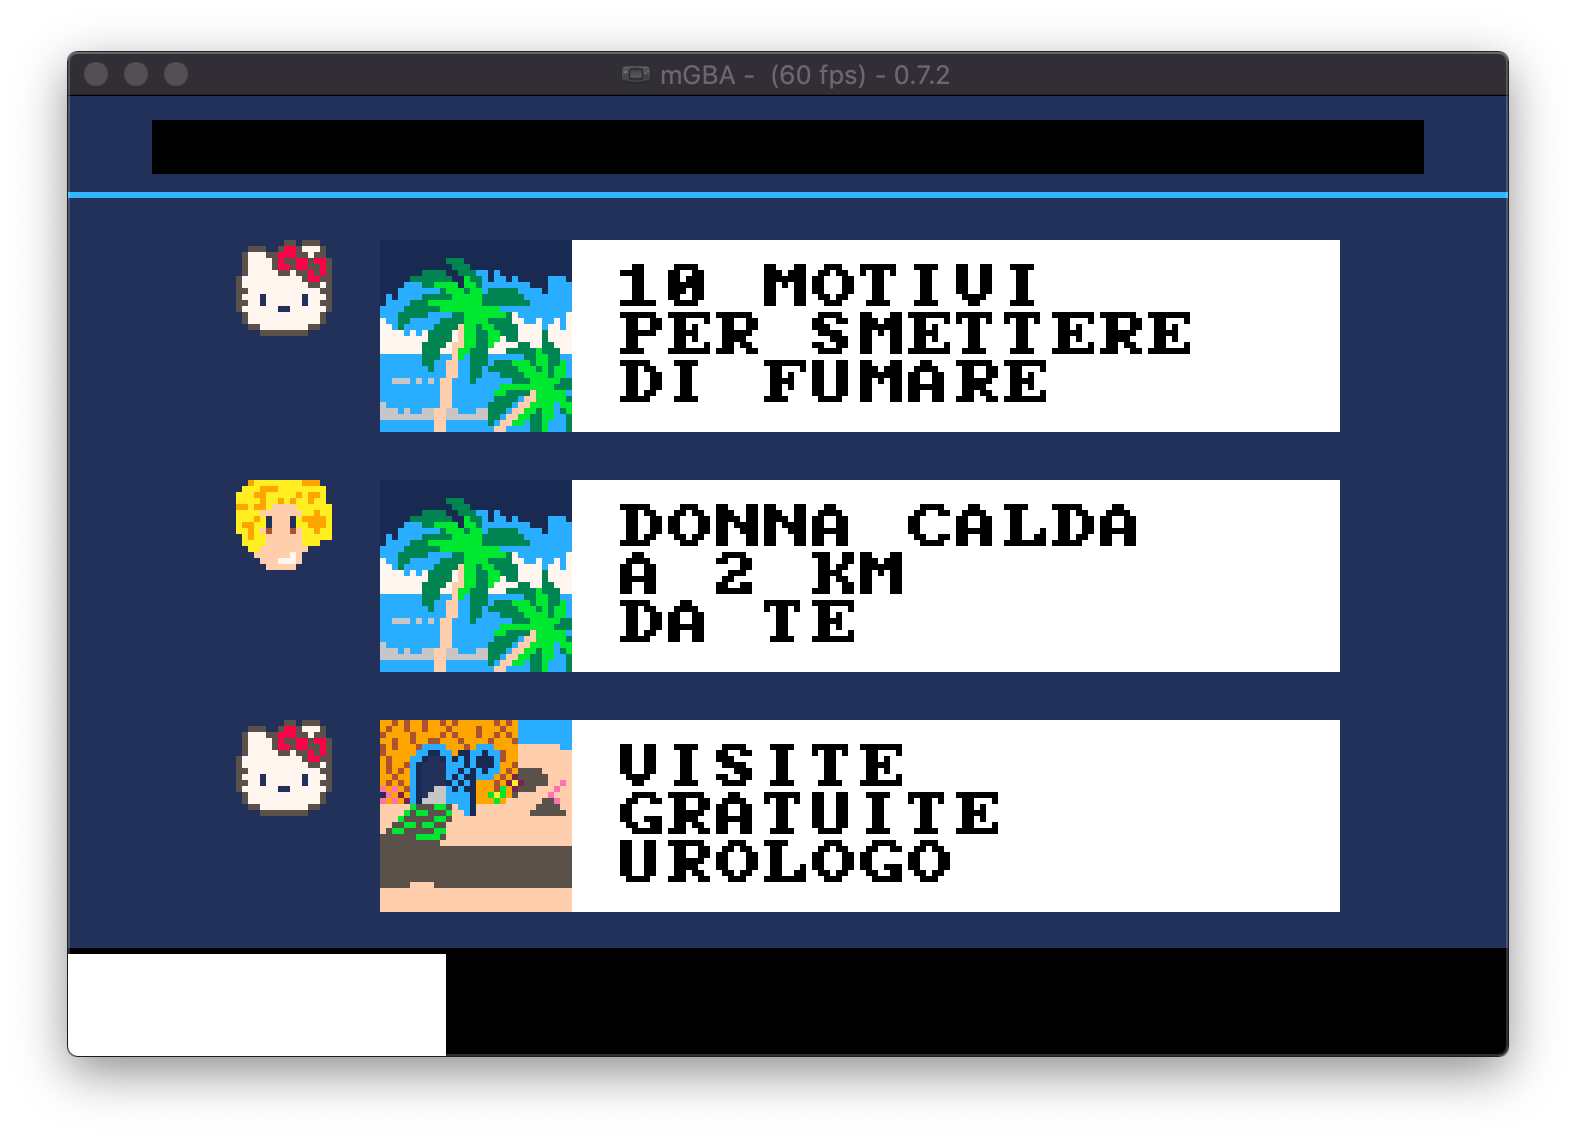 mGBA -  (60 fps) - 0.7.2
10 MOTIVI
PER SMETTERE
DI FUMARE
DONNA CALDA
A 2 KM
DA TE
VISITE
GRATUITE
UROLOGO